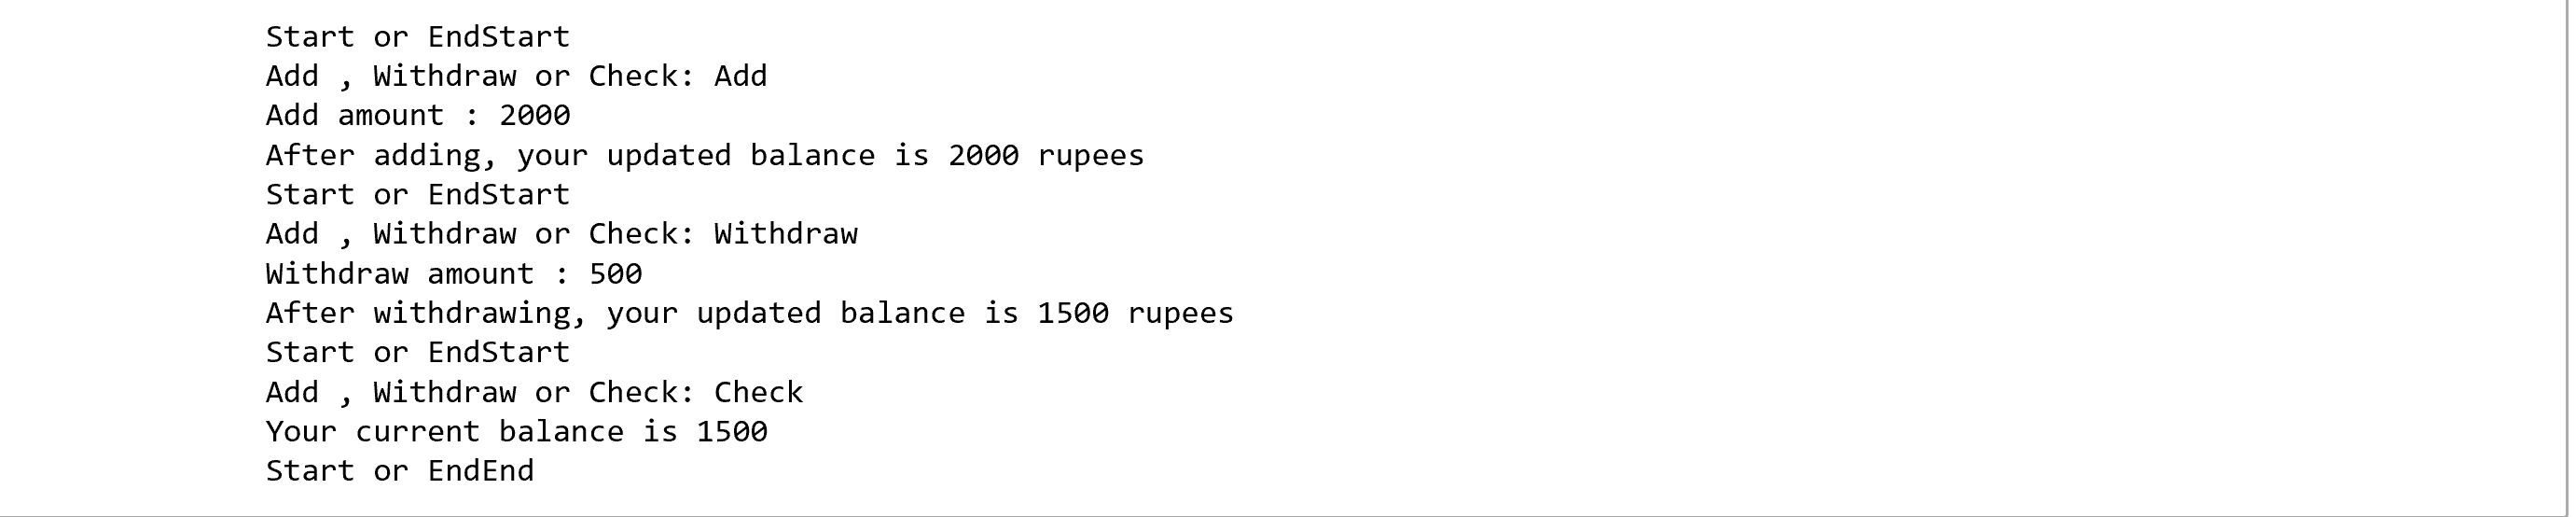 Start or EndStart
Add , Withdraw or Check: Add
Add amount : 2000
After adding, your updated balance is 2000 rupees
Start or EndStart
Add , Withdraw or Check: Withdraw
Withdraw amount : 500
After withdrawing, your updated balance is 1500 rupees
Start or EndStart
Add , Withdraw or Check: Check
Your current balance is 1500
Start or EndEnd